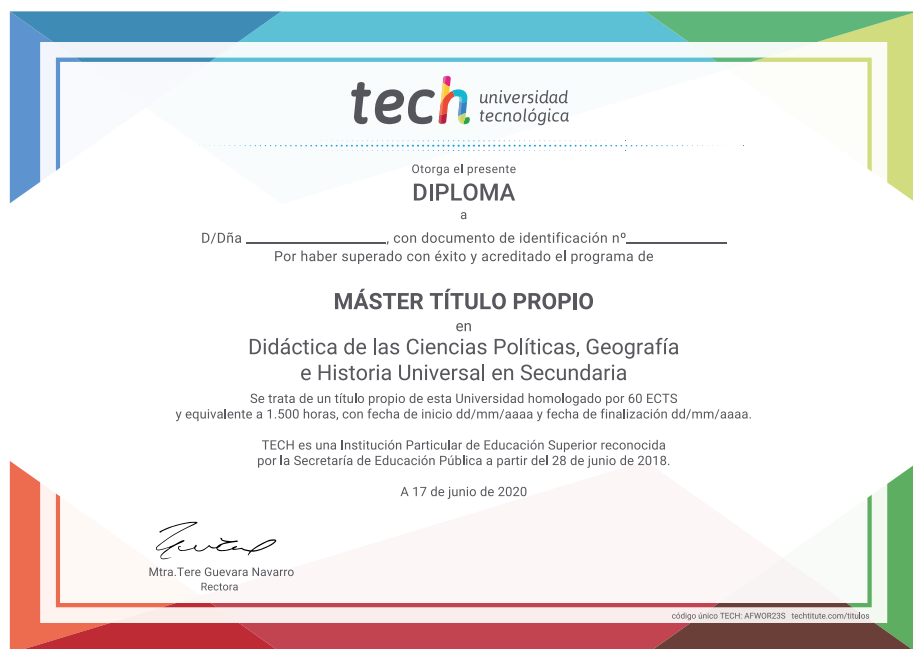 tech universidad
tecnológica
Otorga el presente
DIPLOMA
a
D/Dña ____________________, con documento de identificación nº______________
Por haber superado con éxito y acreditado el programa de
MÁSTER TÍTULO PROPIO
en
Didáctica de las Ciencias Políticas, Geografía
e Historia Universal en Secundaria
Se trata de un título propio de esta Universidad homologado por 60 ECTS
y equivalente a 1.500 horas, con fecha de inicio dd/mm/aaaa y fecha de finalización dd/mm/aaaa.
TECH es una Institución Particular de Educación Superior reconocida
por la Secretaría de Educación Pública a partir del 28 de junio de 2018.
A 17 de junio de 2020
Mtra.Tere Guevara Navarro
Rectora
código único TECH: AFWOR23S techtitute.com/titulos